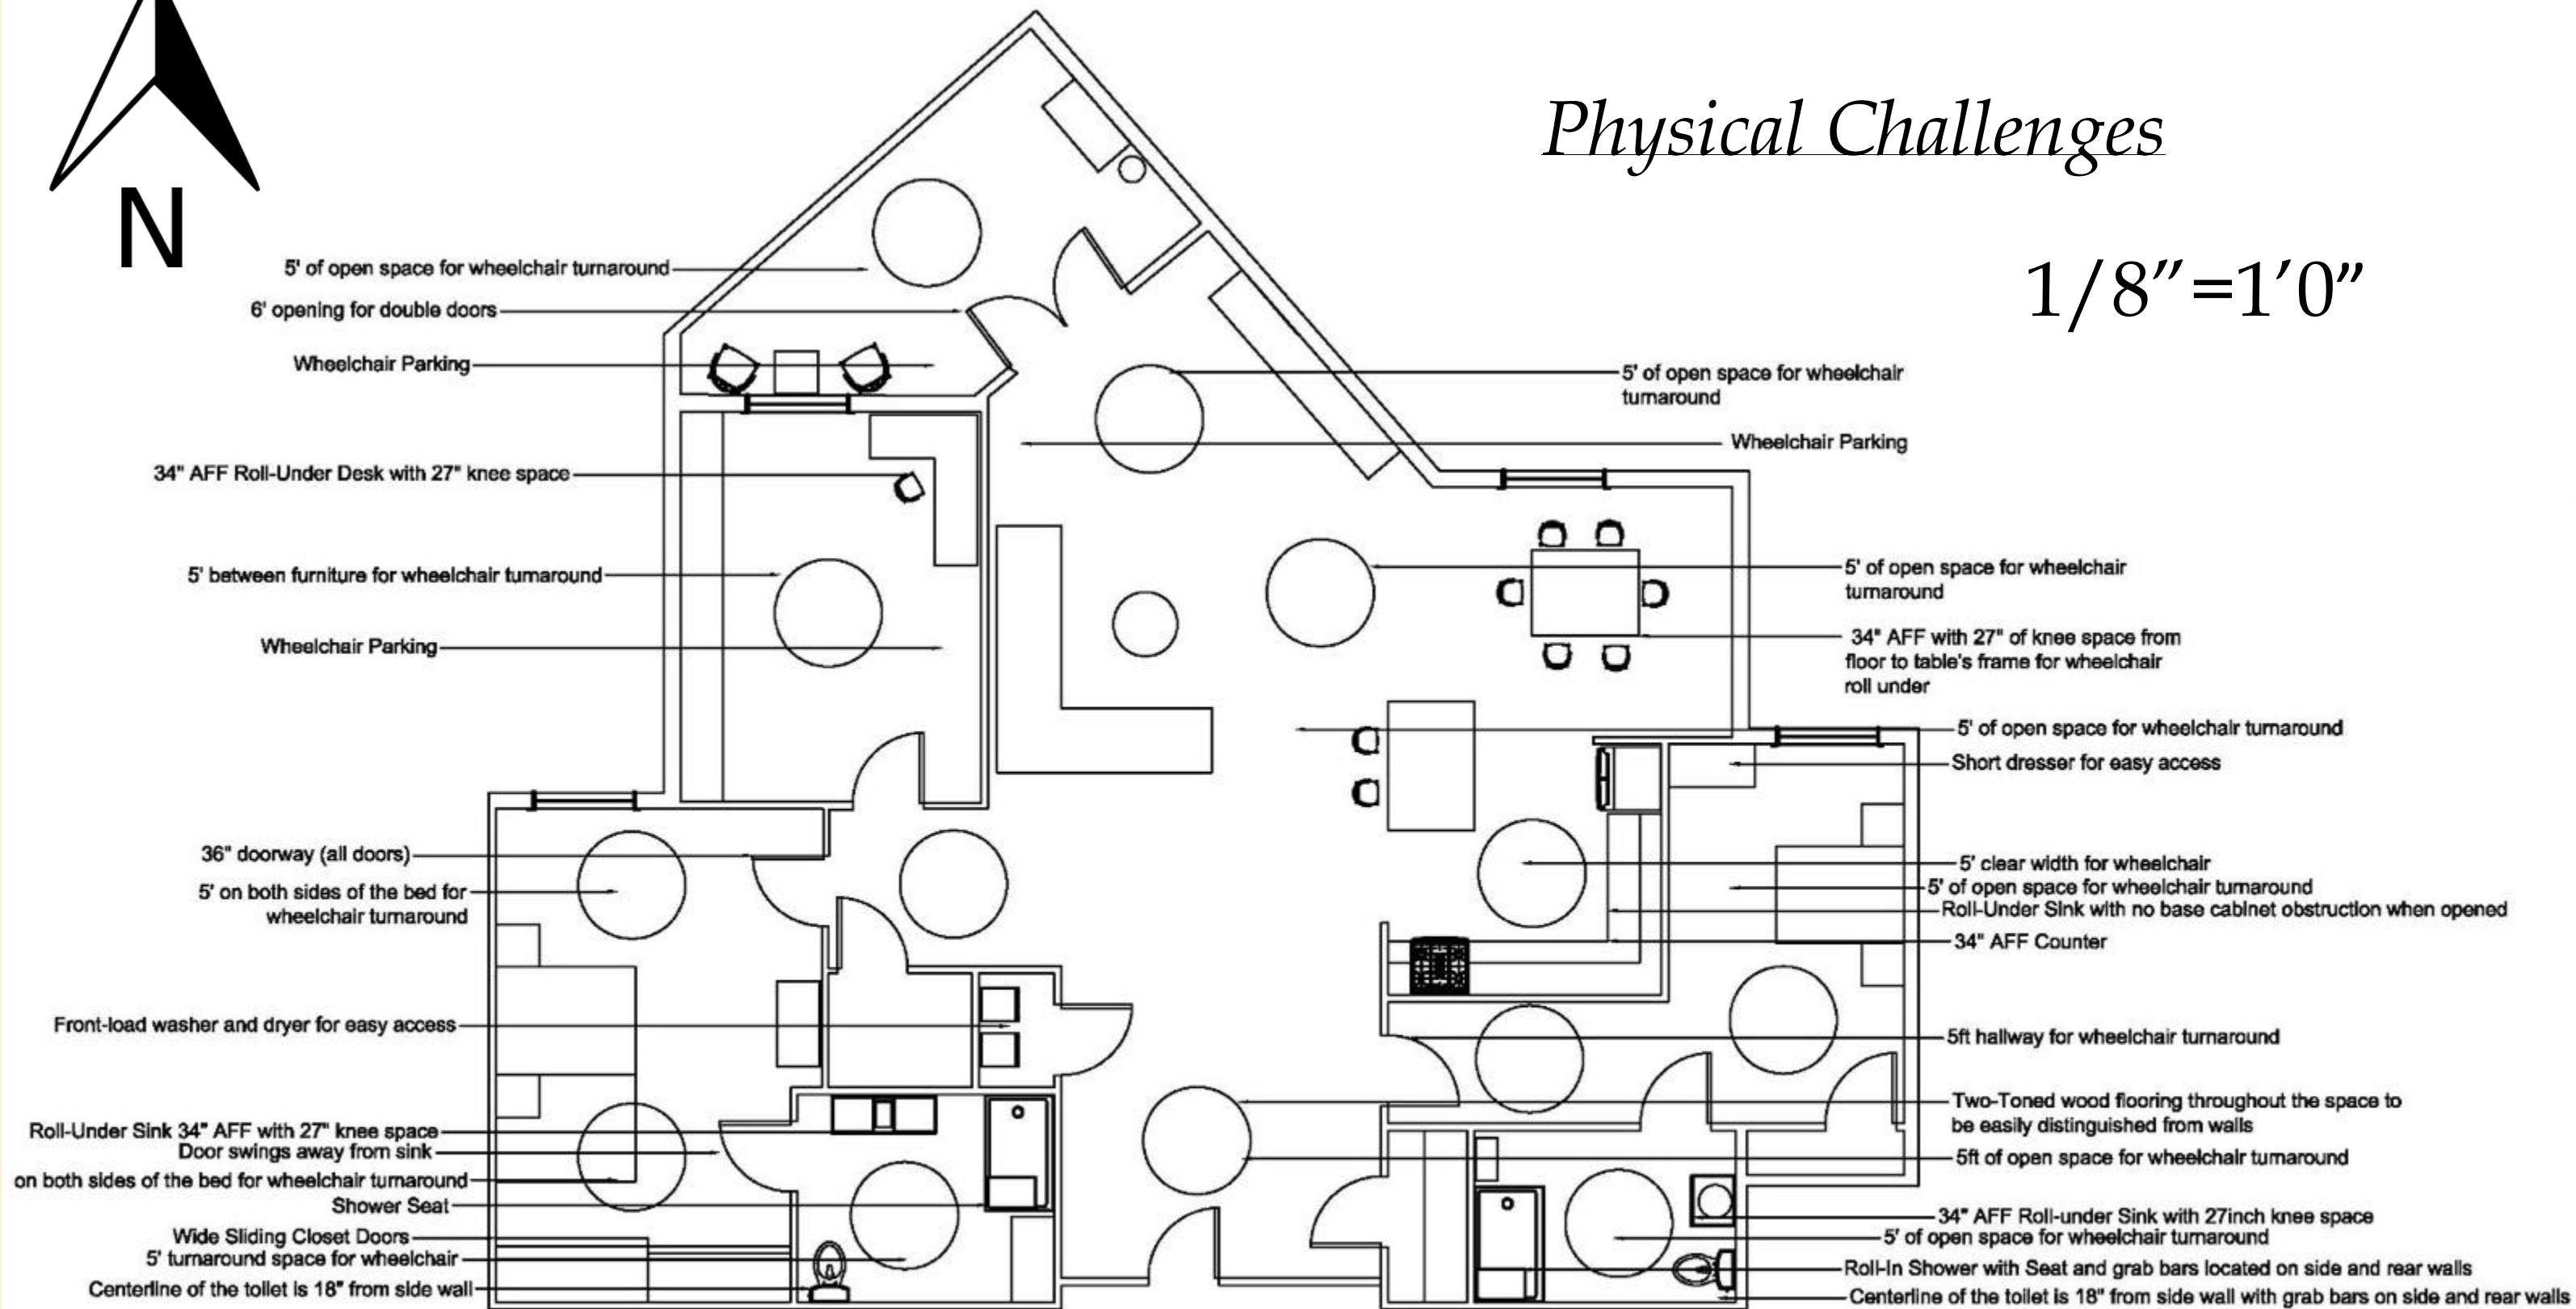 N
Physical Challenges
1/8”=1’0”
5' of open space for wheelchair turnaround
6' opening for double doors
Wheelchair Parking
34" AFF Roll-Under Desk with 27" knee space
5' between furniture for wheelchair turnaround
Wheelchair Parking
36" doorway (all doors)
5' on both sides of the bed for
wheelchair turnaround
Front-load washer and dryer for easy access
Roll-Under Sink 34" AFF with 27" knee space
Door swings away from sink
on both sides of the bed for wheelchair turnaround
Shower Seat
Wide Sliding Closet Doors
5' turnaround space for wheelchair
Centerline of the toilet is 18" from side wall
5' of open space for wheelchair
turnaround
Wheelchair Parking
5' of open space for wheelchair
turnaround
34" AFF with 27" of knee space from
floor to table's frame for wheelchair
roll under
5' of open space for wheelchair turnaround
Short dresser for easy access
5' clear width for wheelchair
5' of open space for wheelchair turnaround
Roll-Under Sink with no base cabinet obstruction when opened
34" AFF Counter
5ft hallway for wheelchair turnaround
Two-Toned wood flooring throughout the space to
be easily distinguished from walls
5ft of open space for wheelchair turnaround
34" AFF Roll-under Sink with 27inch knee space
5' of open space for wheelchair turnaround
Roll-In Shower with Seat and grab bars located on side and rear walls
Centerline of the toilet is 18" from side wall with grab bars on side and rear walls